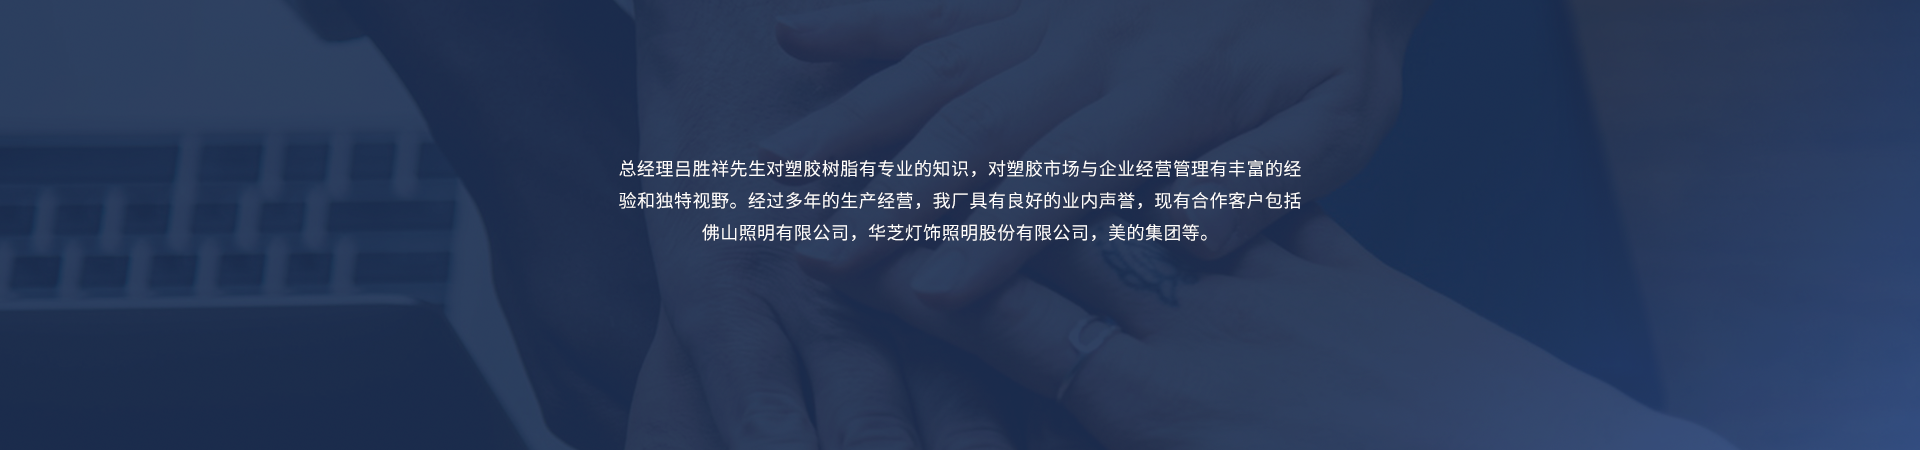 总经理吕胜祥先生对塑胶树脂有专业的知识，对塑胶市场与企业经营管理有丰富的经
验和独特视野。经过多年的生产经营，我厂具有良好的业内声誉，现有合作客户包括
佛山照明有限公司，华芝灯饰照明股份有限公司，美的集团等。